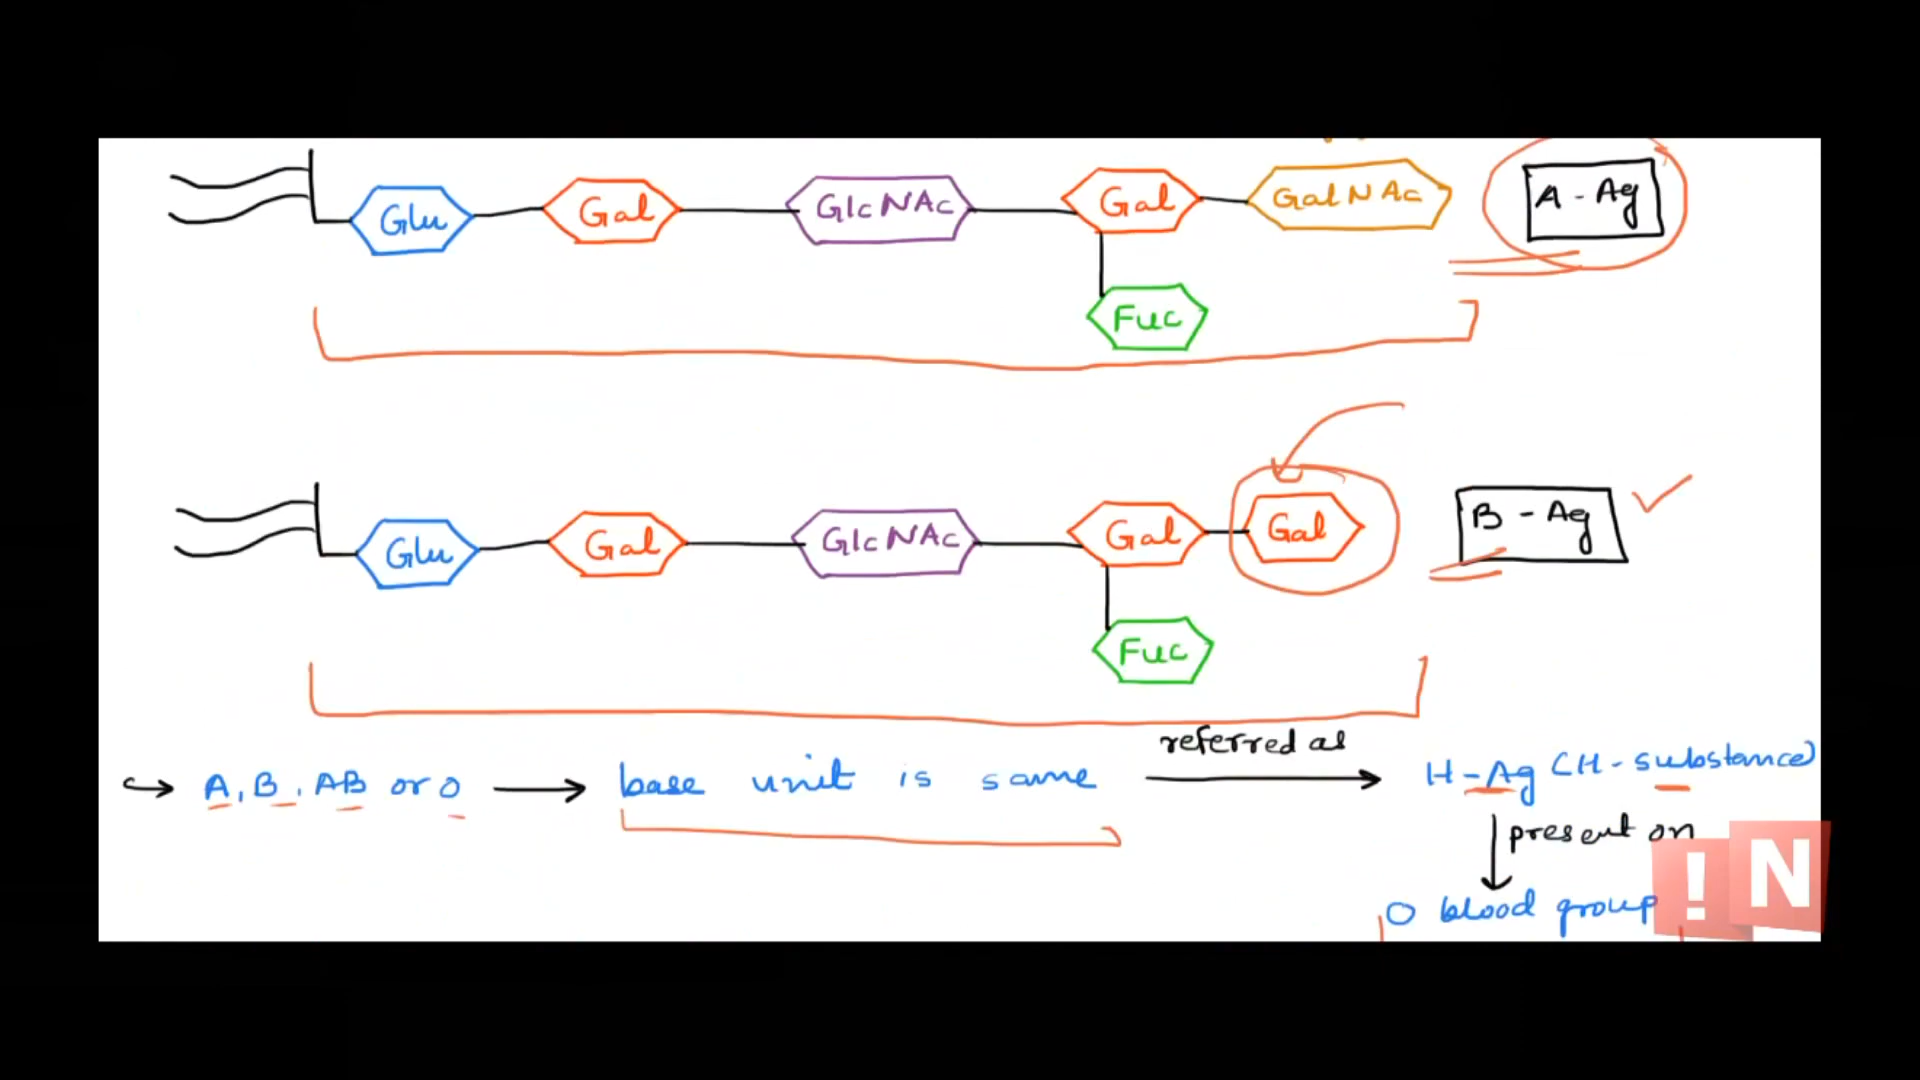 Glu Gal GlcNAc Gal GalNAc A - Ag
Fuc
Glu Gal GlcNAc Gal Gal B - Ag
Fuc
referred as
A, B, AB or O base unit is same H-Ag (H-substance)
present on
O blood group
!N